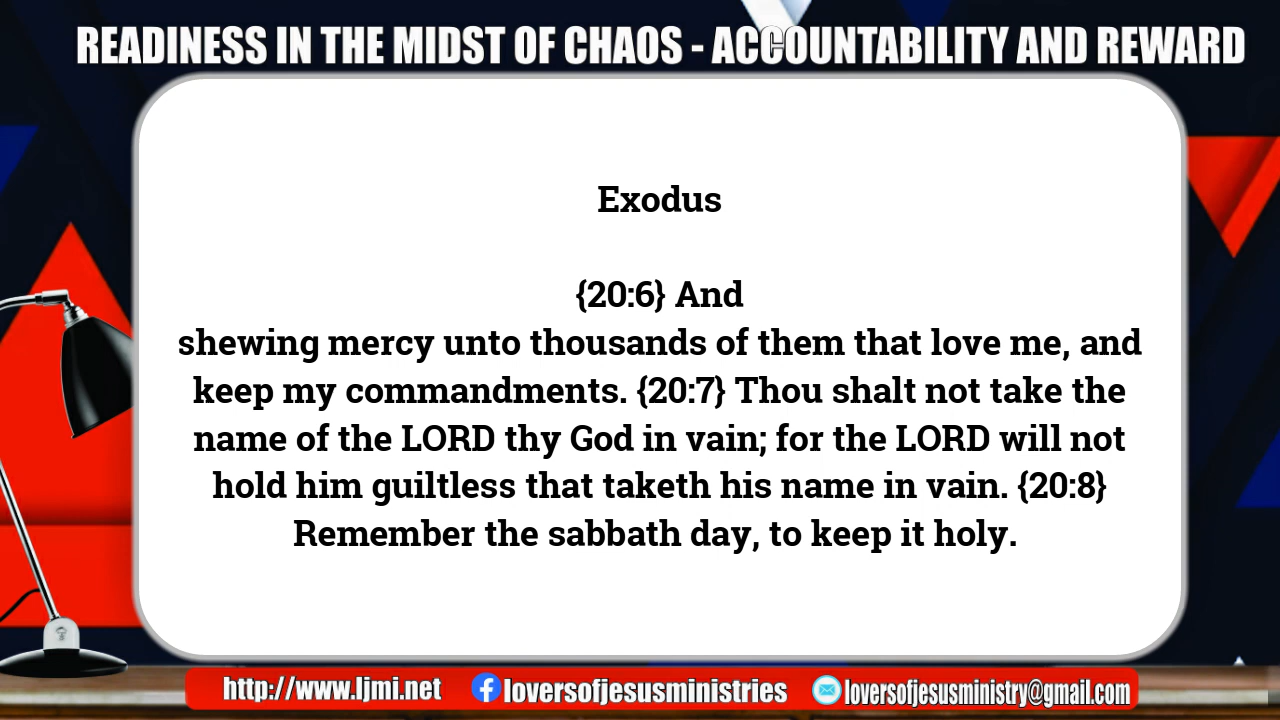 READINESS IN THE MIDST OF CHAOS - ACCOUNTABILITY AND REWARD
Exodus
{20:6} And
shewing mercy unto thousands of them that love me, and
keep my commandments. {20:7} Thou shalt not take the
name of the LORD thy God in vain; for the LORD will not
hold him guiltless that taketh his name in vain. {20:8}
Remember the sabbath day, to keep it holy.
http://www.ljmi.net loversofjesusministries loversofjesusministry@gmail.com